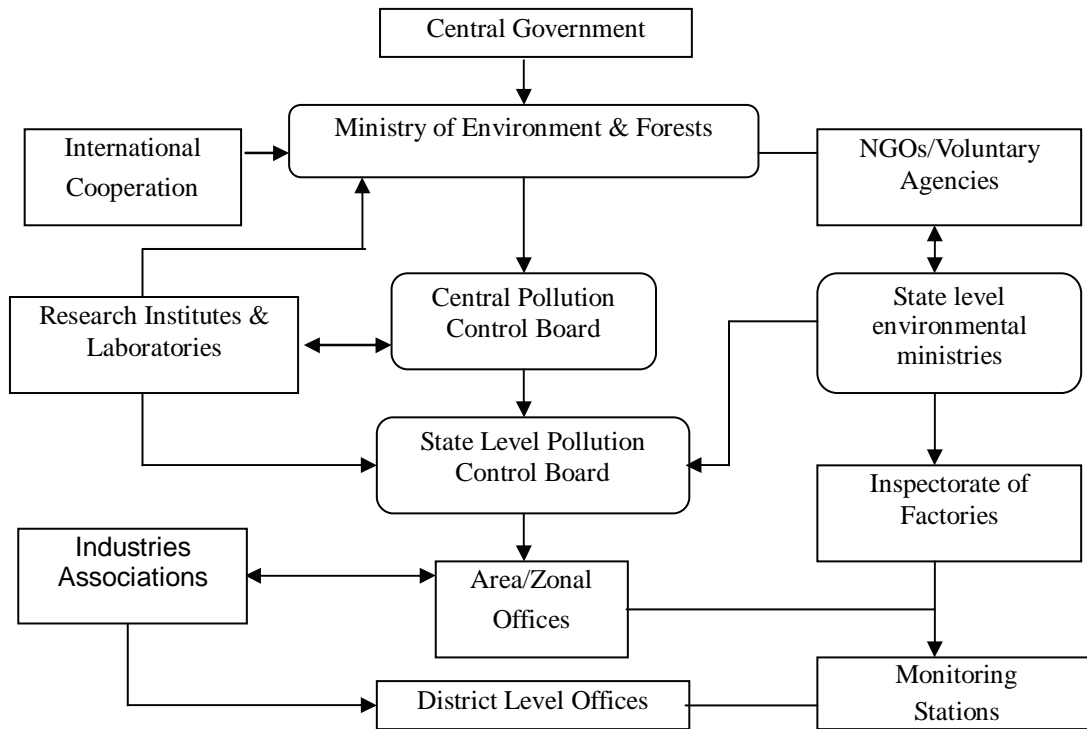 Central Government
Ministry of Environment & Forests
International
Cooperation
NGOs/Voluntary
Agencies
Research Institutes &
Laboratories
Central Pollution
Control Board
State level
environmental
ministries
State Level Pollution
Control Board
Inspectorate of
Factories
Industries
Associations
Area/Zonal
Offices
District Level Offices
Monitoring
Stations